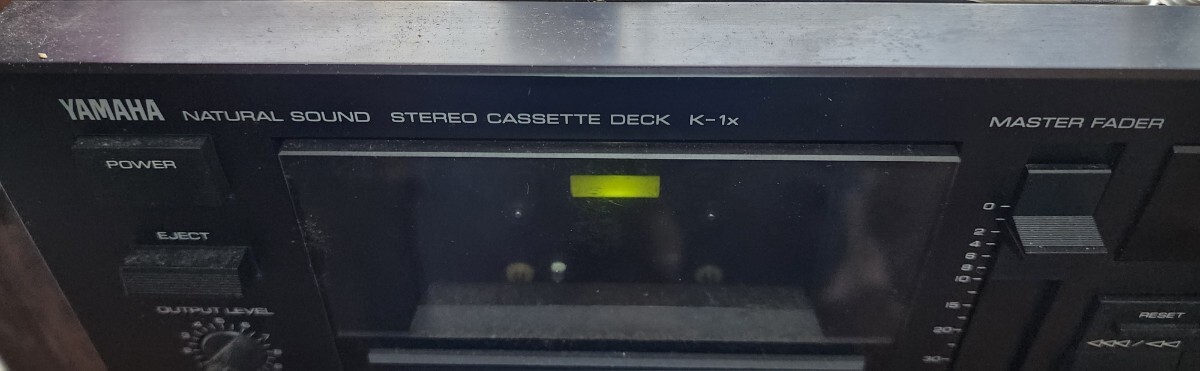 YAMAHA NATURAL SOUND STEREO CASSETTE DECK K-1x
MASTER FADER
POWER
EJECT
OUTPUT LEVEL
0
2
4
6
8
10
15
20
30
RESET
◁◁◁/◁◁